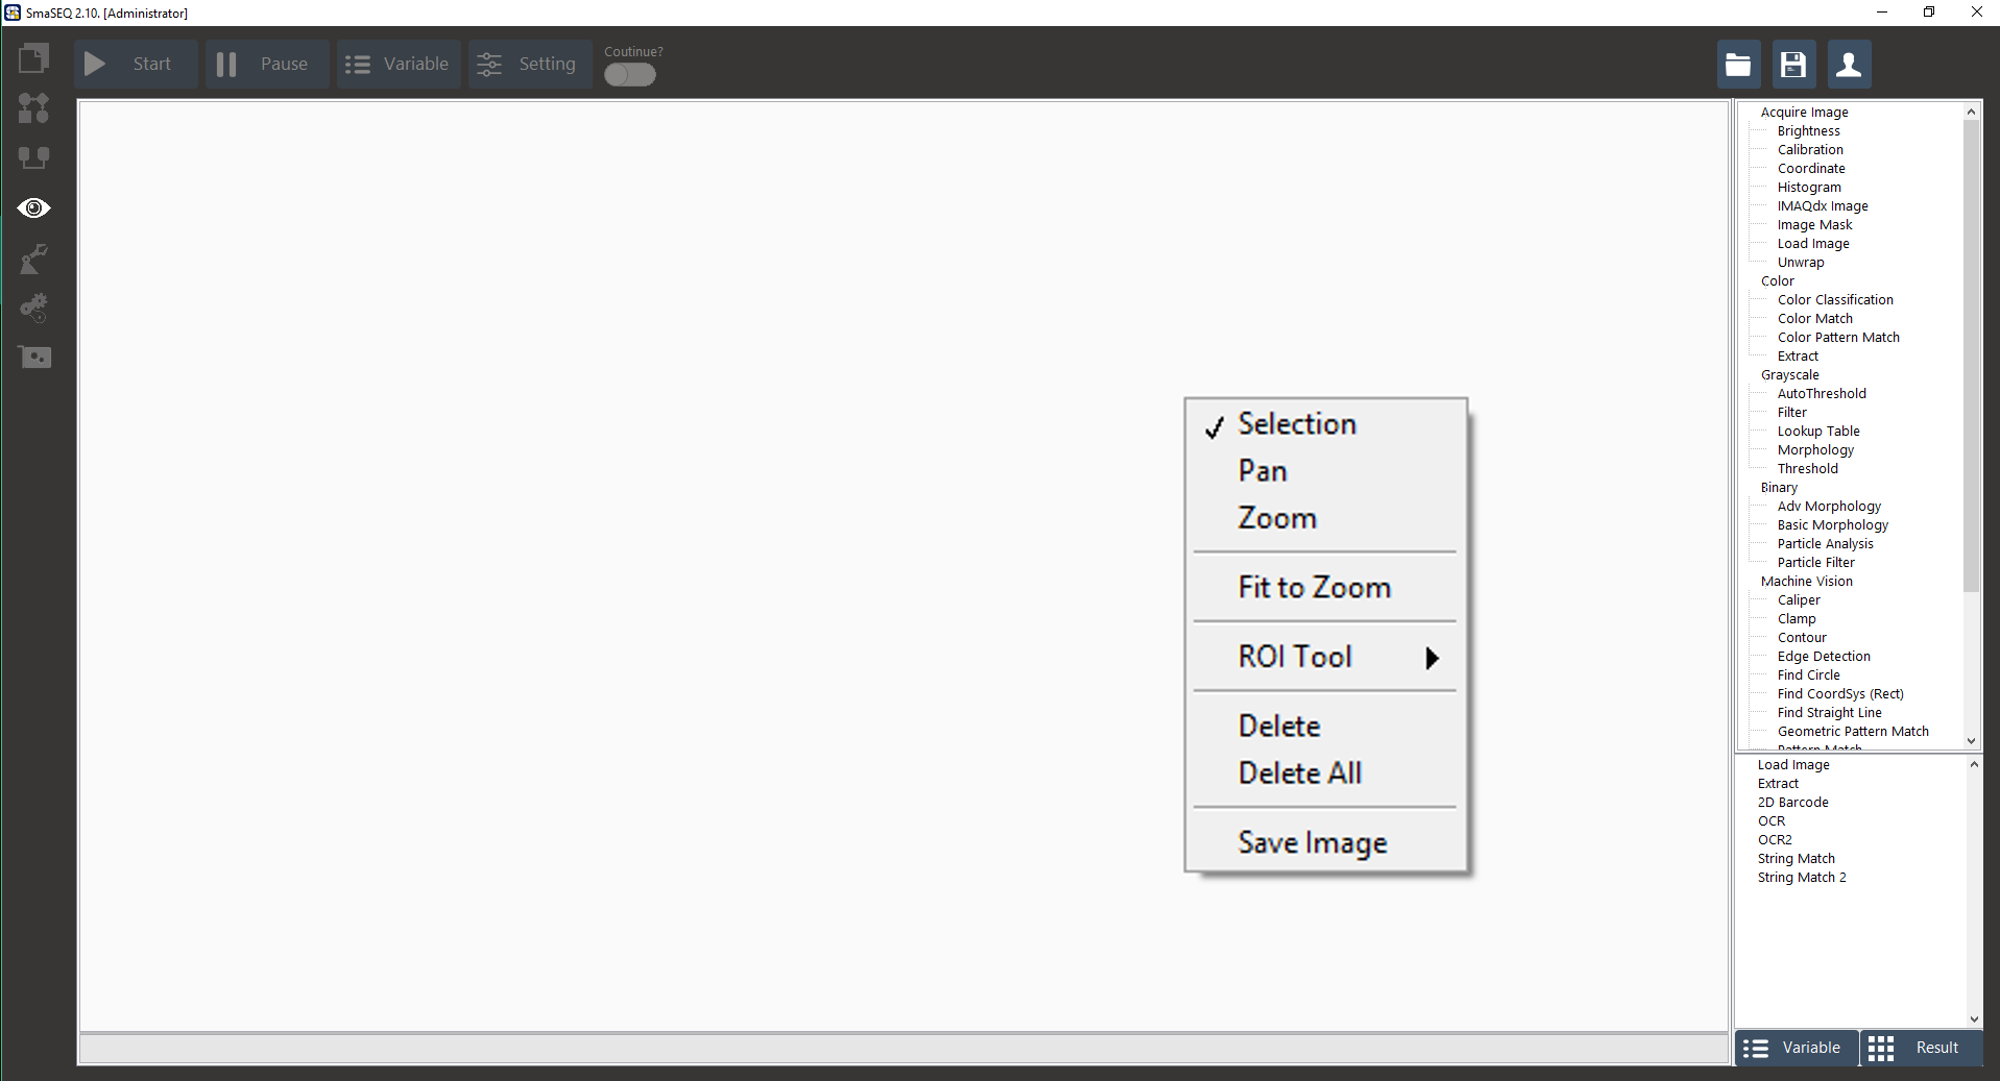 SmaSEQ 2.10. [Administrator]
Start
Pause
Variable
Setting
Coutinue?
Selection
Pan
Zoom
Fit to Zoom
ROI Tool
Delete
Delete All
Save Image
Acquire Image
Brightness
Calibration
Coordinate
Histogram
IMAQdx Image
Image Mask
Load Image
Unwrap
Color
Color Classification
Color Match
Color Pattern Match
Extract
Grayscale
AutoThreshold
Filter
Lookup Table
Morphology
Threshold
Binary
Adv Morphology
Basic Morphology
Particle Analysis
Particle Filter
Machine Vision
Caliper
Clamp
Contour
Edge Detection
Find Circle
Find CoordSys (Rect)
Find Straight Line
Geometric Pattern Match
Pattern Match
Load Image
Extract
2D Barcode
OCR
OCR2
String Match
String Match 2
Variable
Result